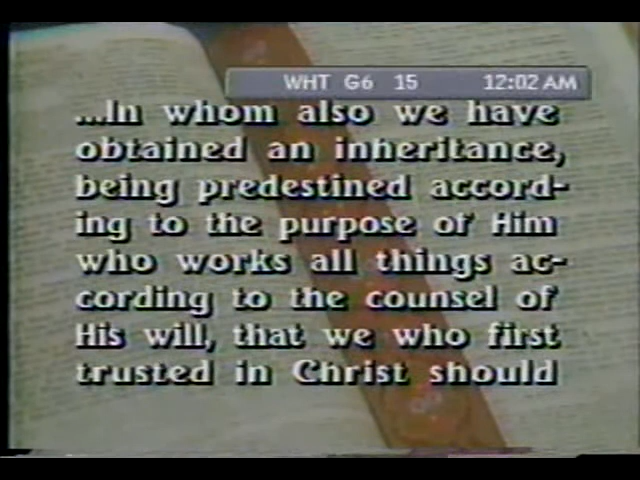 WHT G6 15 12:02 AM
...In whom also we have
obtained an inheritance,
being predestined accord-
ing to the purpose of Him
who works all things ac-
cording to the counsel of
His will, that we who first
trusted in Christ should